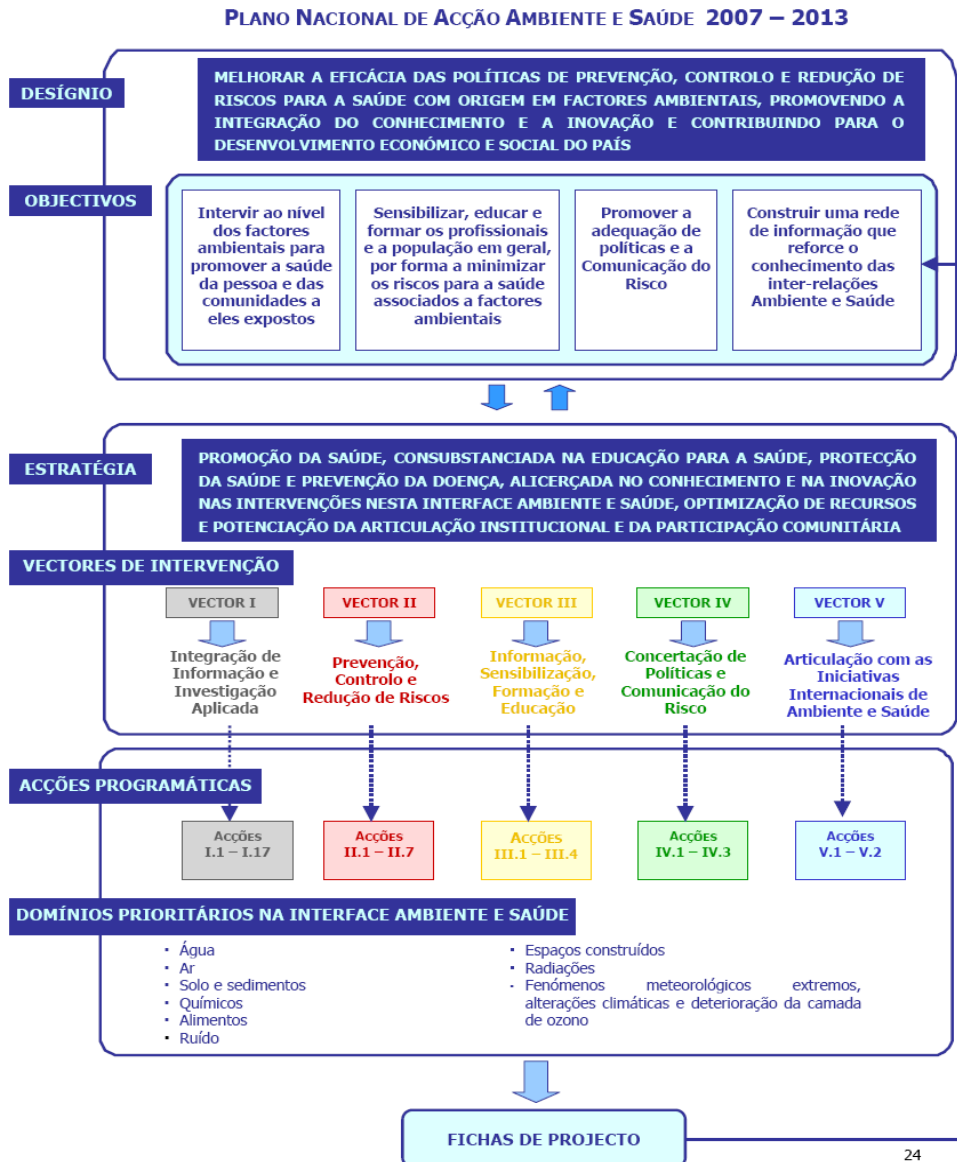 PLANO NACIONAL DE ACÇÃO AMBIENTE E SAÚDE 2007 – 2013
DESÍGNIO
MELHORAR A EFICÁCIA DAS POLÍTICAS DE PREVENÇÃO, CONTROLO E REDUÇÃO DE
RISCOS PARA A SAÚDE COM ORIGEM EM FACTORES AMBIENTAIS, PROMOVENDO A
INTEGRAÇÃO DO CONHECIMENTO E A INOVAÇÃO E CONTRIBUINDO PARA O
DESENVOLVIMENTO ECONÓMICO E SOCIAL DO PAÍS
OBJECTIVOS
Intervir ao nível
dos factores
ambientais para
promover a saúde
da pessoa e das
comunidades a
eles expostos
Sensibilizar, educar e
formar os profissionais
e a população em geral,
por forma a minimizar
os riscos para a saúde
associados a factores
ambientais
Promover a
adequação de
políticas e a
Comunicação do
Risco
Construir uma rede
de informação que
reforce o
conhecimento das
inter-relações
Ambiente e Saúde
ESTRATÉGIA
PROMOÇÃO DA SAÚDE, CONSUBSTANCIADA NA EDUCAÇÃO PARA A SAÚDE, PROTECÇÃO
DA SAÚDE E PREVENÇÃO DA DOENÇA, ALICERÇADA NO CONHECIMENTO E NA INOVAÇÃO
NAS INTERVENÇÕES NESTA INTERFACE AMBIENTE E SAÚDE, OPTIMIZAÇÃO DE RECURSOS
E POTENCIAÇÃO DA ARTICULAÇÃO INSTITUCIONAL E DA PARTICIPAÇÃO COMUNITÁRIA
VECTORES DE INTERVENÇÃO
VECTOR I
Integração de
Informação e
Investigação
Aplicada
VECTOR II
Prevenção,
Controlo e
Redução de Riscos
VECTOR III
Informação,
Sensibilização,
Formação e
Educação
VECTOR IV
Concertação de
Políticas e
Comunicação do
Risco
VECTOR V
Articulação com as
Iniciativas
Internacionais de
Ambiente e Saúde
ACÇÕES PROGRAMÁTICAS
ACÇÕES
I.1 – I.17
ACÇÕES
II.1 – II.7
ACÇÕES
III.1 – III.4
ACÇÕES
IV.1 – IV.3
ACÇÕES
V.1 – V.2
DOMÍNIOS PRIORITÁRIOS NA INTERFACE AMBIENTE E SAÚDE
▪ Água
▪ Ar
▪ Solo e sedimentos
▪ Químicos
▪ Alimentos
▪ Ruído
▪ Espaços construídos
▪ Radiações
▪ Fenómenos meteorológicos extremos,
alterações climáticas e deterioração da camada
de ozono
FICHAS DE PROJECTO
24